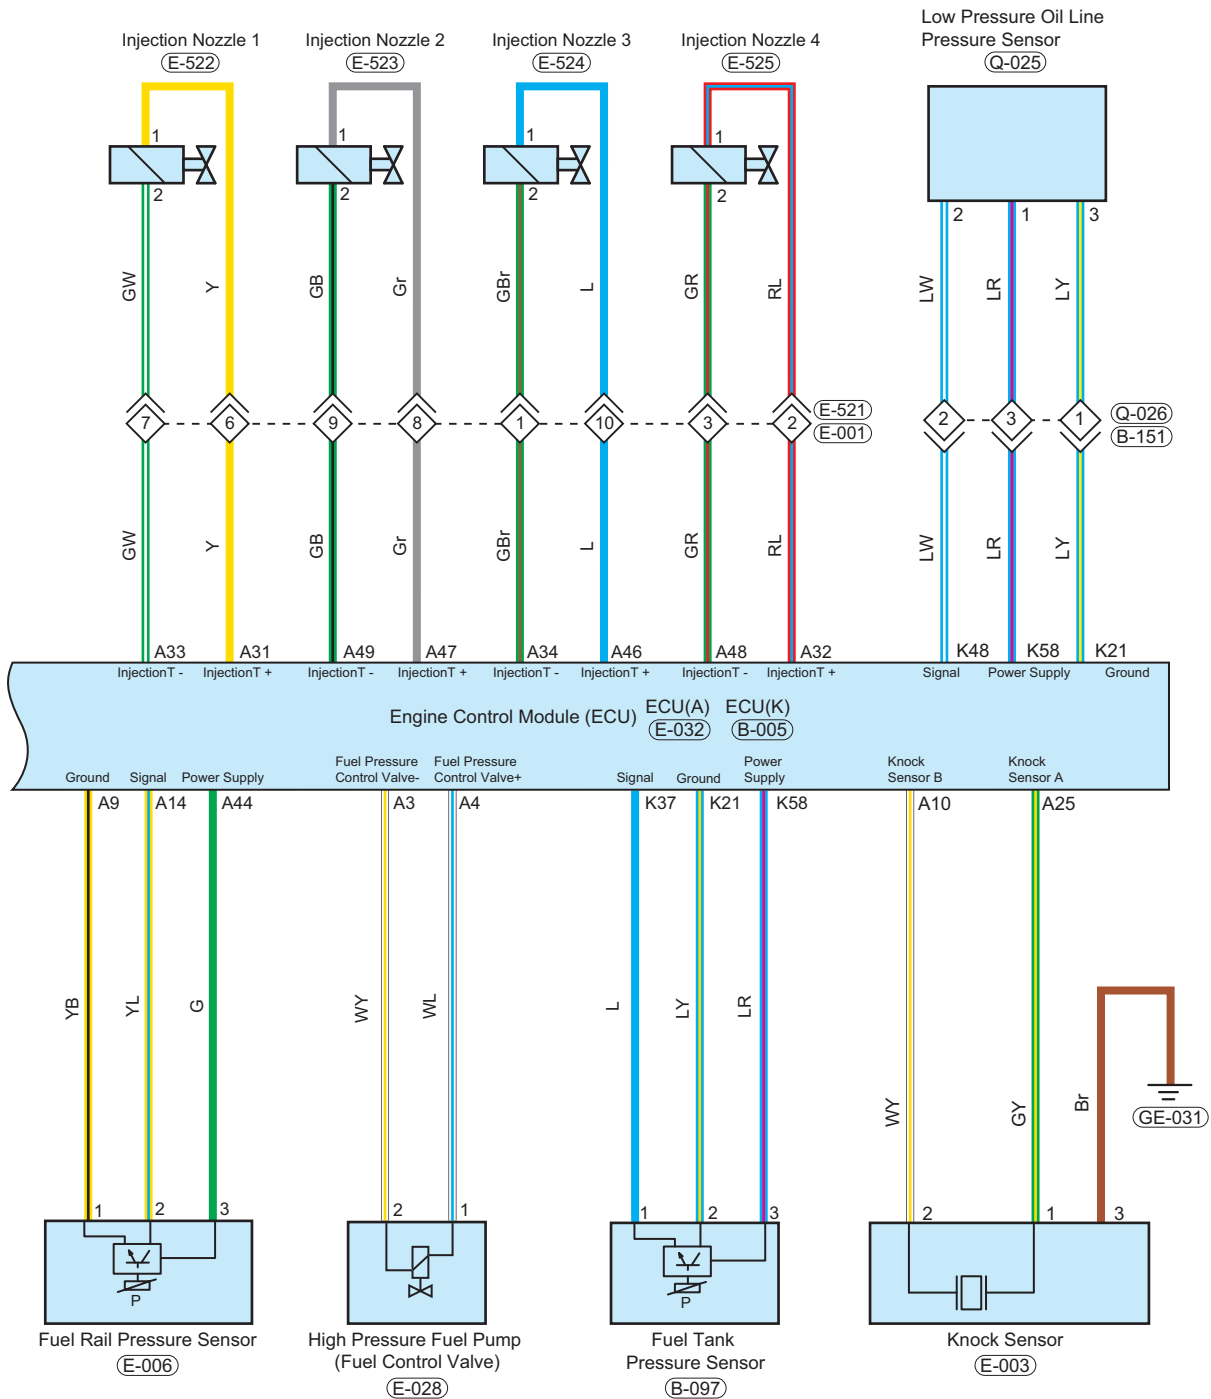 Injection Nozzle 1
E-522
Injection Nozzle 2
E-523
Injection Nozzle 3
E-524
Injection Nozzle 4
E-525
Low Pressure Oil Line
Pressure Sensor
Q-025
1
2
1
2
1
2
1
2
2
1
3
GW
Y
GB
Gr
GBr
L
GR
RL
LW
LR
LY
7
6
9
8
1
10
3
2
E-521
E-001
2
3
1
Q-026
B-151
GW
Y
GB
Gr
GBr
L
GR
RL
LW
LR
LY
A33
A31
A49
A47
A34
A46
A48
A32
K48
K58
K21
InjectionT -
InjectionT +
InjectionT -
InjectionT +
InjectionT -
InjectionT +
InjectionT -
InjectionT +
Signal
Power Supply
Ground
Engine Control Module (ECU)
ECU(A)
E-032
ECU(K)
B-005
Ground
Signal
Power Supply
Fuel Pressure
Control Valve-
Fuel Pressure
Control Valve+
Signal
Ground
Power
Supply
Knock
Sensor B
Knock
Sensor A
A9
A14
A44
A3
A4
K37
K21
K58
A10
A25
YB
YL
G
WY
WL
L
LY
LR
WY
GY
Br
GE-031
1
2
3
2
1
1
2
3
2
1
3
P
P
Fuel Rail Pressure Sensor
E-006
High Pressure Fuel Pump
(Fuel Control Valve)
E-028
Fuel Tank
Pressure Sensor
B-097
Knock Sensor
E-003